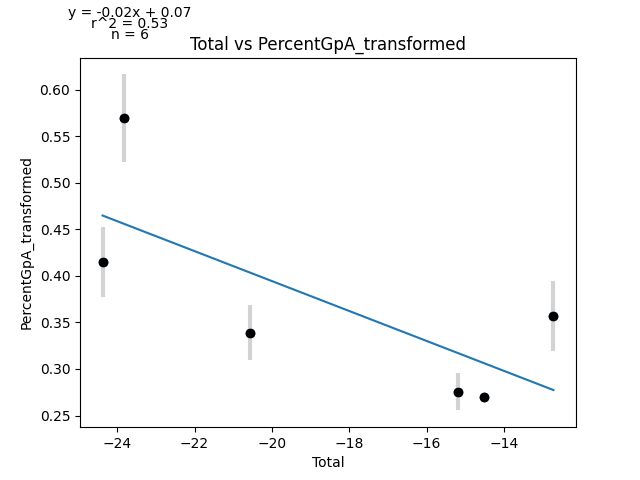 y = -0.02x + 0.07
r^2 = 0.53
n = 6
Total vs PercentGpA_transformed
PercentGpA_transformed
0.60
0.55
0.50
0.45
0.40
0.35
0.30
0.25
−24 −22 −20 −18 −16 −14
Total